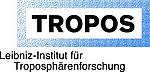 TROPOS
Leibniz-Institut für
Troposphärenforschung